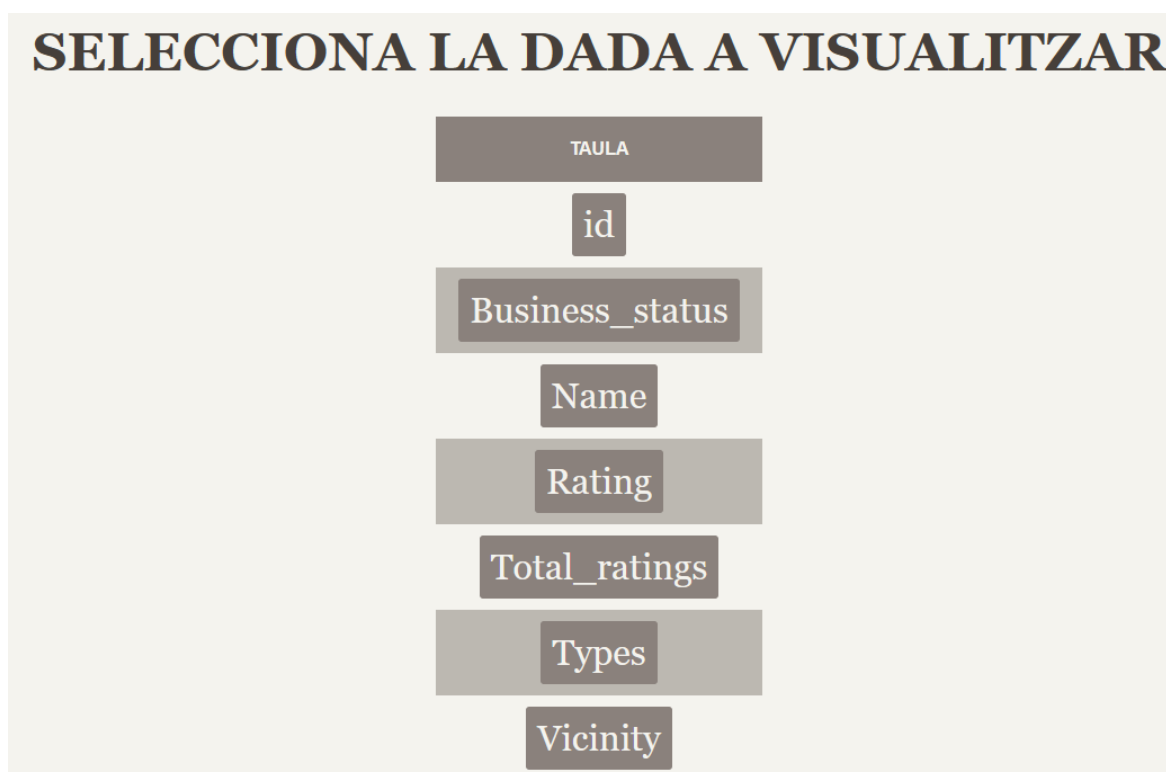 SELECCIONA LA DADA A VISUALITZAR
TAULA
id
Business_status
Name
Rating
Total_ratings
Types
Vicinity